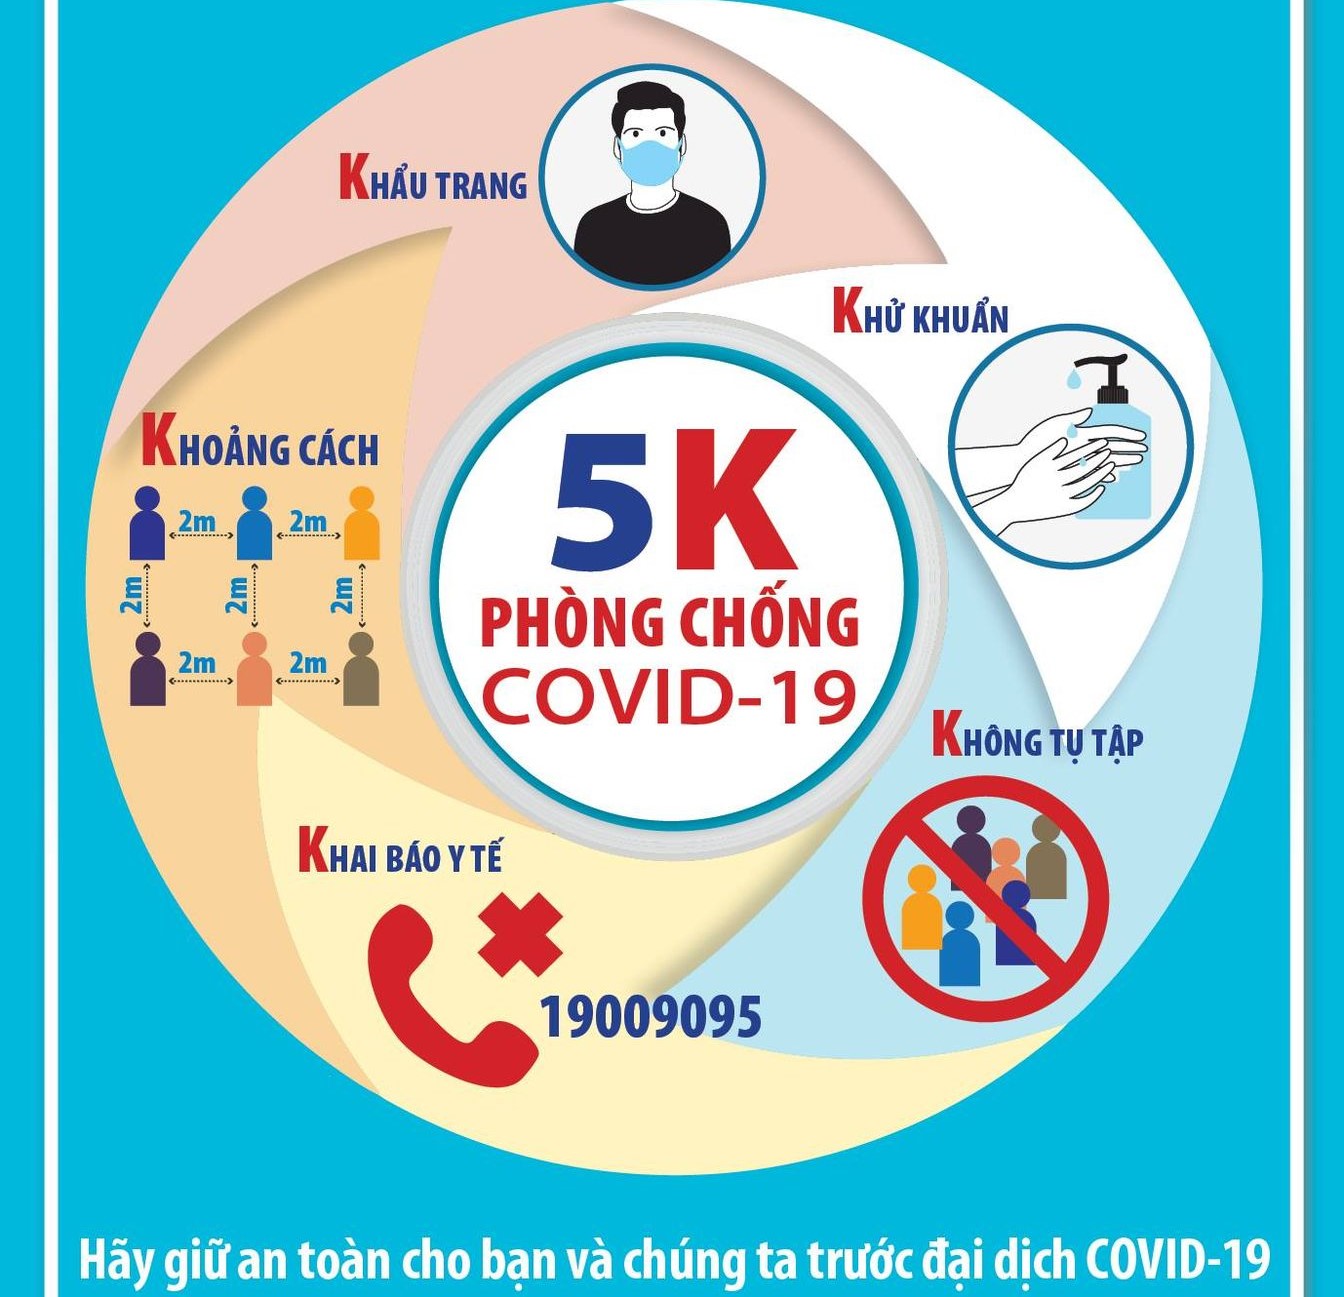 KHẨU TRANG
KHỬ KHUẨN
KHOẢNG CÁCH
2m 2m
2m 2m 2m
2m 2m
5K
PHÒNG CHỐNG
COVID-19
KHÔNG TỤ TẬP
KHAI BÁO Y TẾ
19009095
Hãy giữ an toàn cho bạn và chúng ta trước đại dịch COVID-19